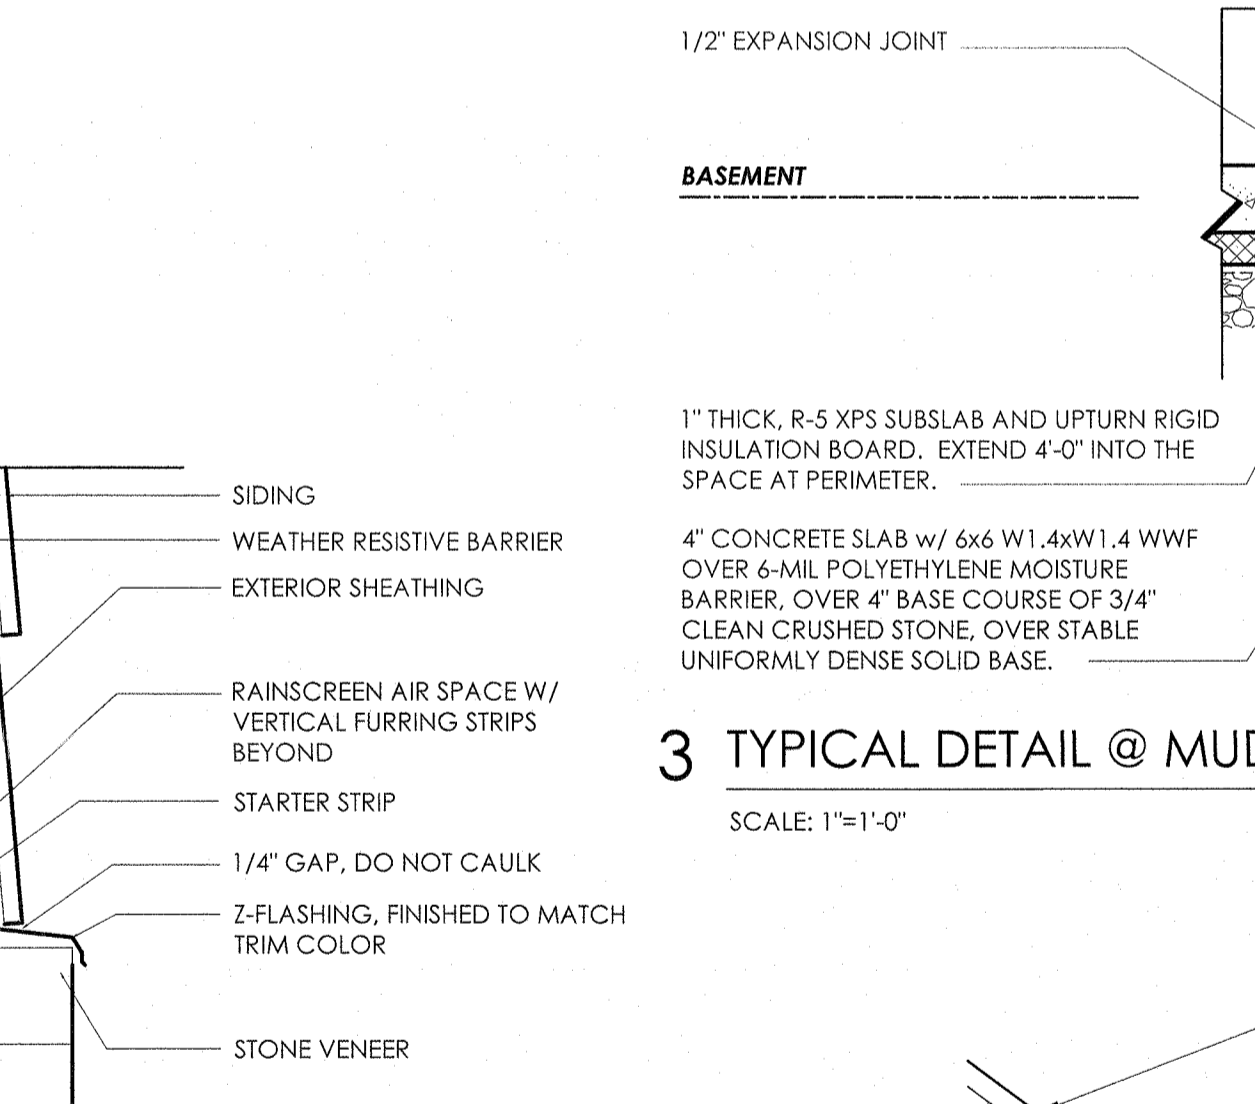 1/2" EXPANSION JOINT
BASEMENT
1" THICK, R-5 XPS SUBSLAB AND UPTURN RIGID
INSULATION BOARD. EXTEND 4'-0" INTO THE
SPACE AT PERIMETER.
4" CONCRETE SLAB w/ 6x6 W1.4xW1.4 WWF
OVER 6-MIL POLYETHYLENE MOISTURE
BARRIER, OVER 4" BASE COURSE OF 3/4"
CLEAN CRUSHED STONE, OVER STABLE
UNIFORMLY DENSE SOLID BASE.
3 TYPICAL DETAIL @
SCALE: 1"=1'-0"
SIDING
WEATHER RESISTIVE BARRIER
EXTERIOR SHEATHING
RAINSCREEN AIR SPACE W/
VERTICAL FURRING STRIPS
BEYOND
STARTER STRIP
1/4" GAP, DO NOT CAULK
Z-FLASHING, FINISHED TO MATCH
TRIM COLOR
STONE VENEER